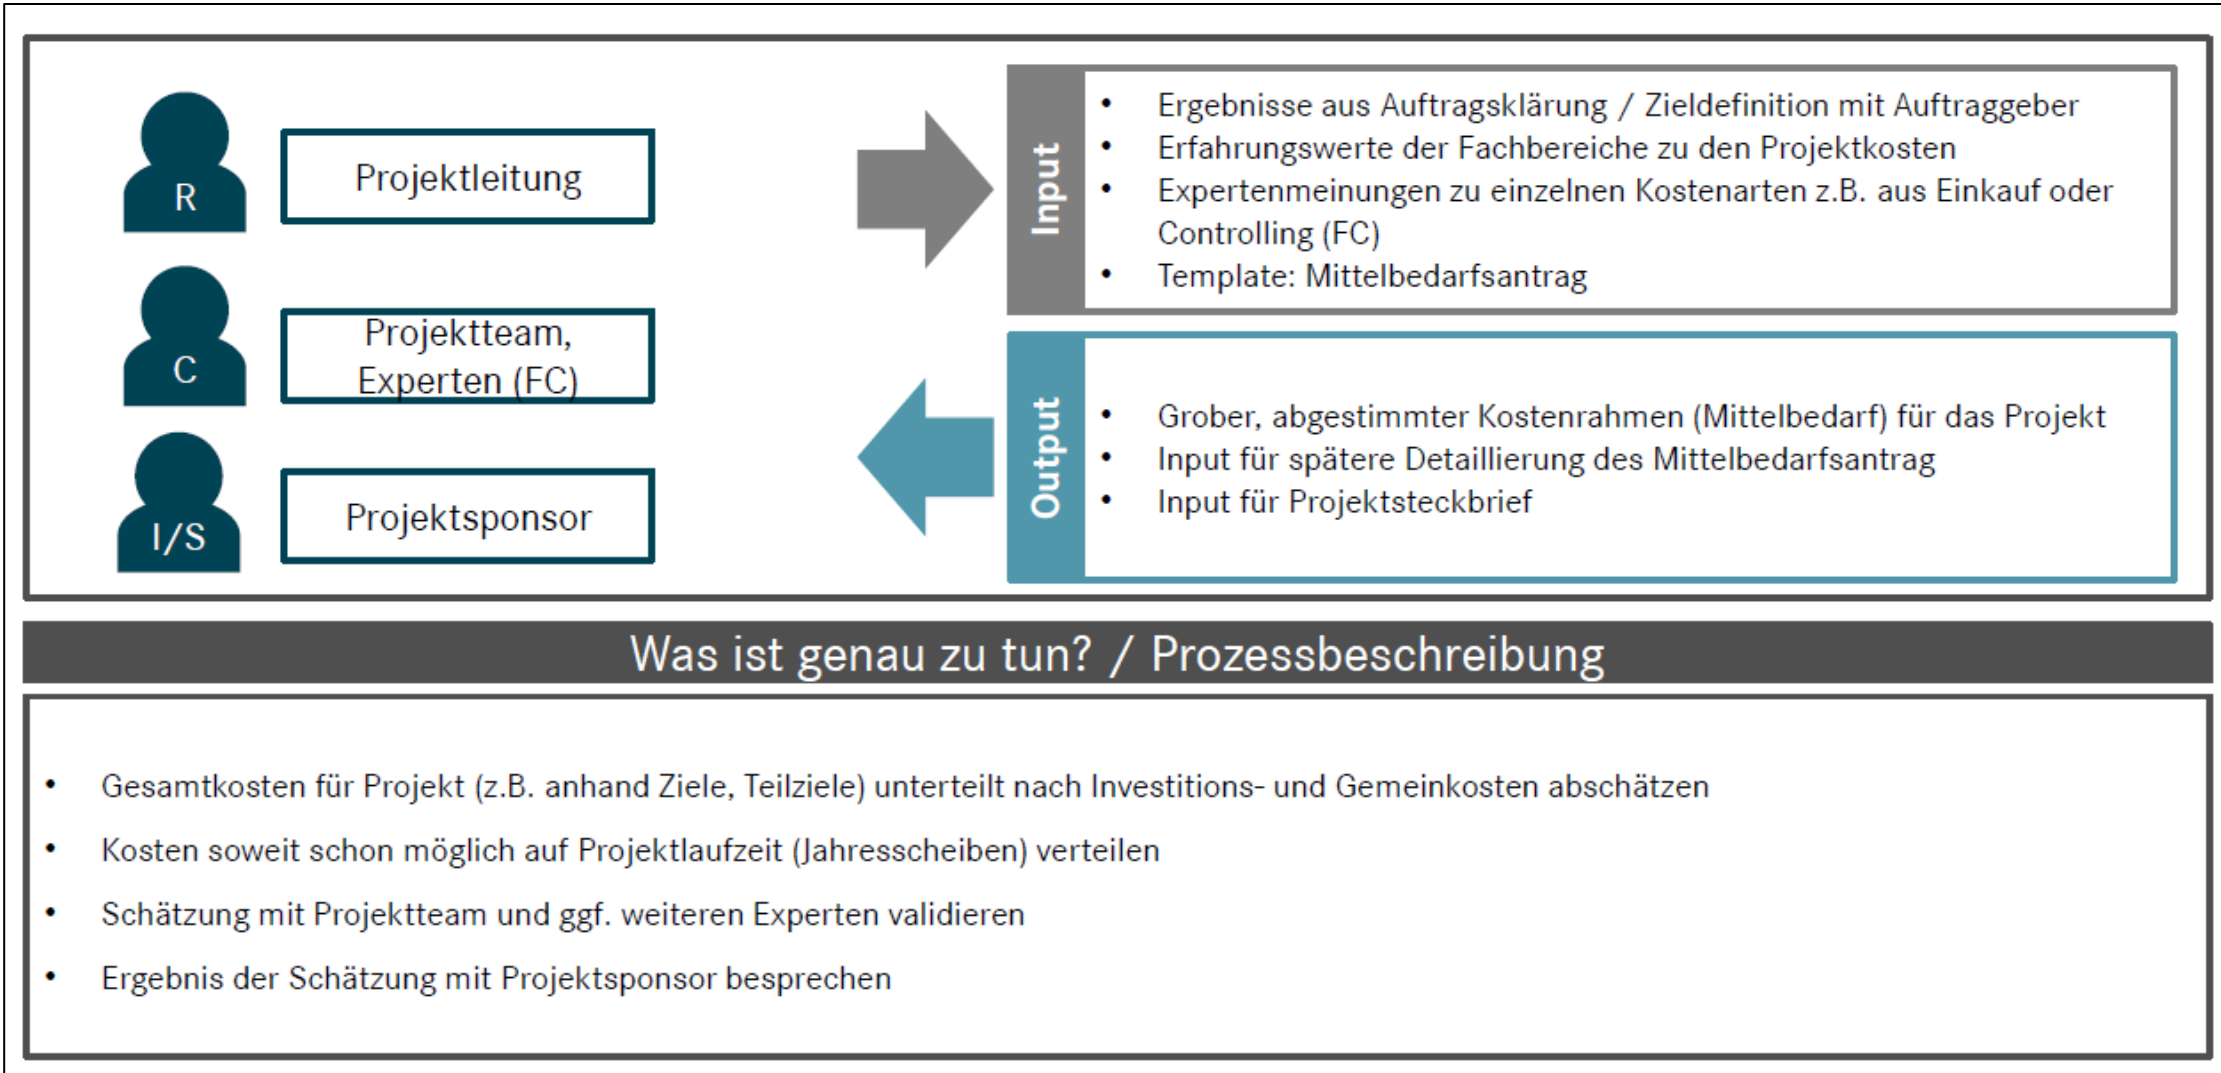 R
Projektleitung
C
Projektteam,
Experten (FC)
I/S
Projektsponsor
Input
• Ergebnisse aus Auftragsklärung / Zieldefinition mit Auftraggeber
• Erfahrungswerte der Fachbereiche zu den Projektkosten
• Expertenmeinungen zu einzelnen Kostenarten z.B. aus Einkauf oder
Controlling (FC)
• Template: Mittelbedarfsantrag
Output
• Grober, abgestimmter Kostenrahmen (Mittelbedarf) für das Projekt
• Input für spätere Detaillierung des Mittelbedarfsantrag
• Input für Projektsteckbrief
Was ist genau zu tun? / Prozessbeschreibung
• Gesamtkosten für Projekt (z.B. anhand Ziele, Teilziele) unterteilt nach Investitions- und Gemeinkosten abschätzen
• Kosten soweit schon möglich auf Projektlaufzeit (Jahresscheiben) verteilen
• Schätzung mit Projektteam und ggf. weiteren Experten validieren
• Ergebnis der Schätzung mit Projektsponsor besprechen